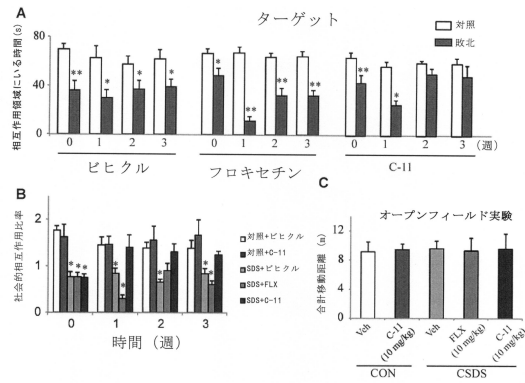 A
ターゲット
対照
敗北
相互作用領域にいる時間(s)
80
40
0
** * * *
* ** ** **
** *
0 1 2 3
0 1 2 3
0 1 2 3 (週)
ビヒクル
フロキセチン
C-11
B
社会的相互作用比率
2
1
0
* * *
* *
*
* *
対照+ビヒクル
対照+C-11
SDS+ビヒクル
SDS+FLX
SDS+C-11
0 1 2 3
時間(週)
C
オープンフィールド実験
合計移動距離(m)
12
8
4
0
Veh
C-11
(10 mg/kg)
Veh
FLX
(10 mg/kg)
C-11
(10 mg/kg)
CON
CSDS